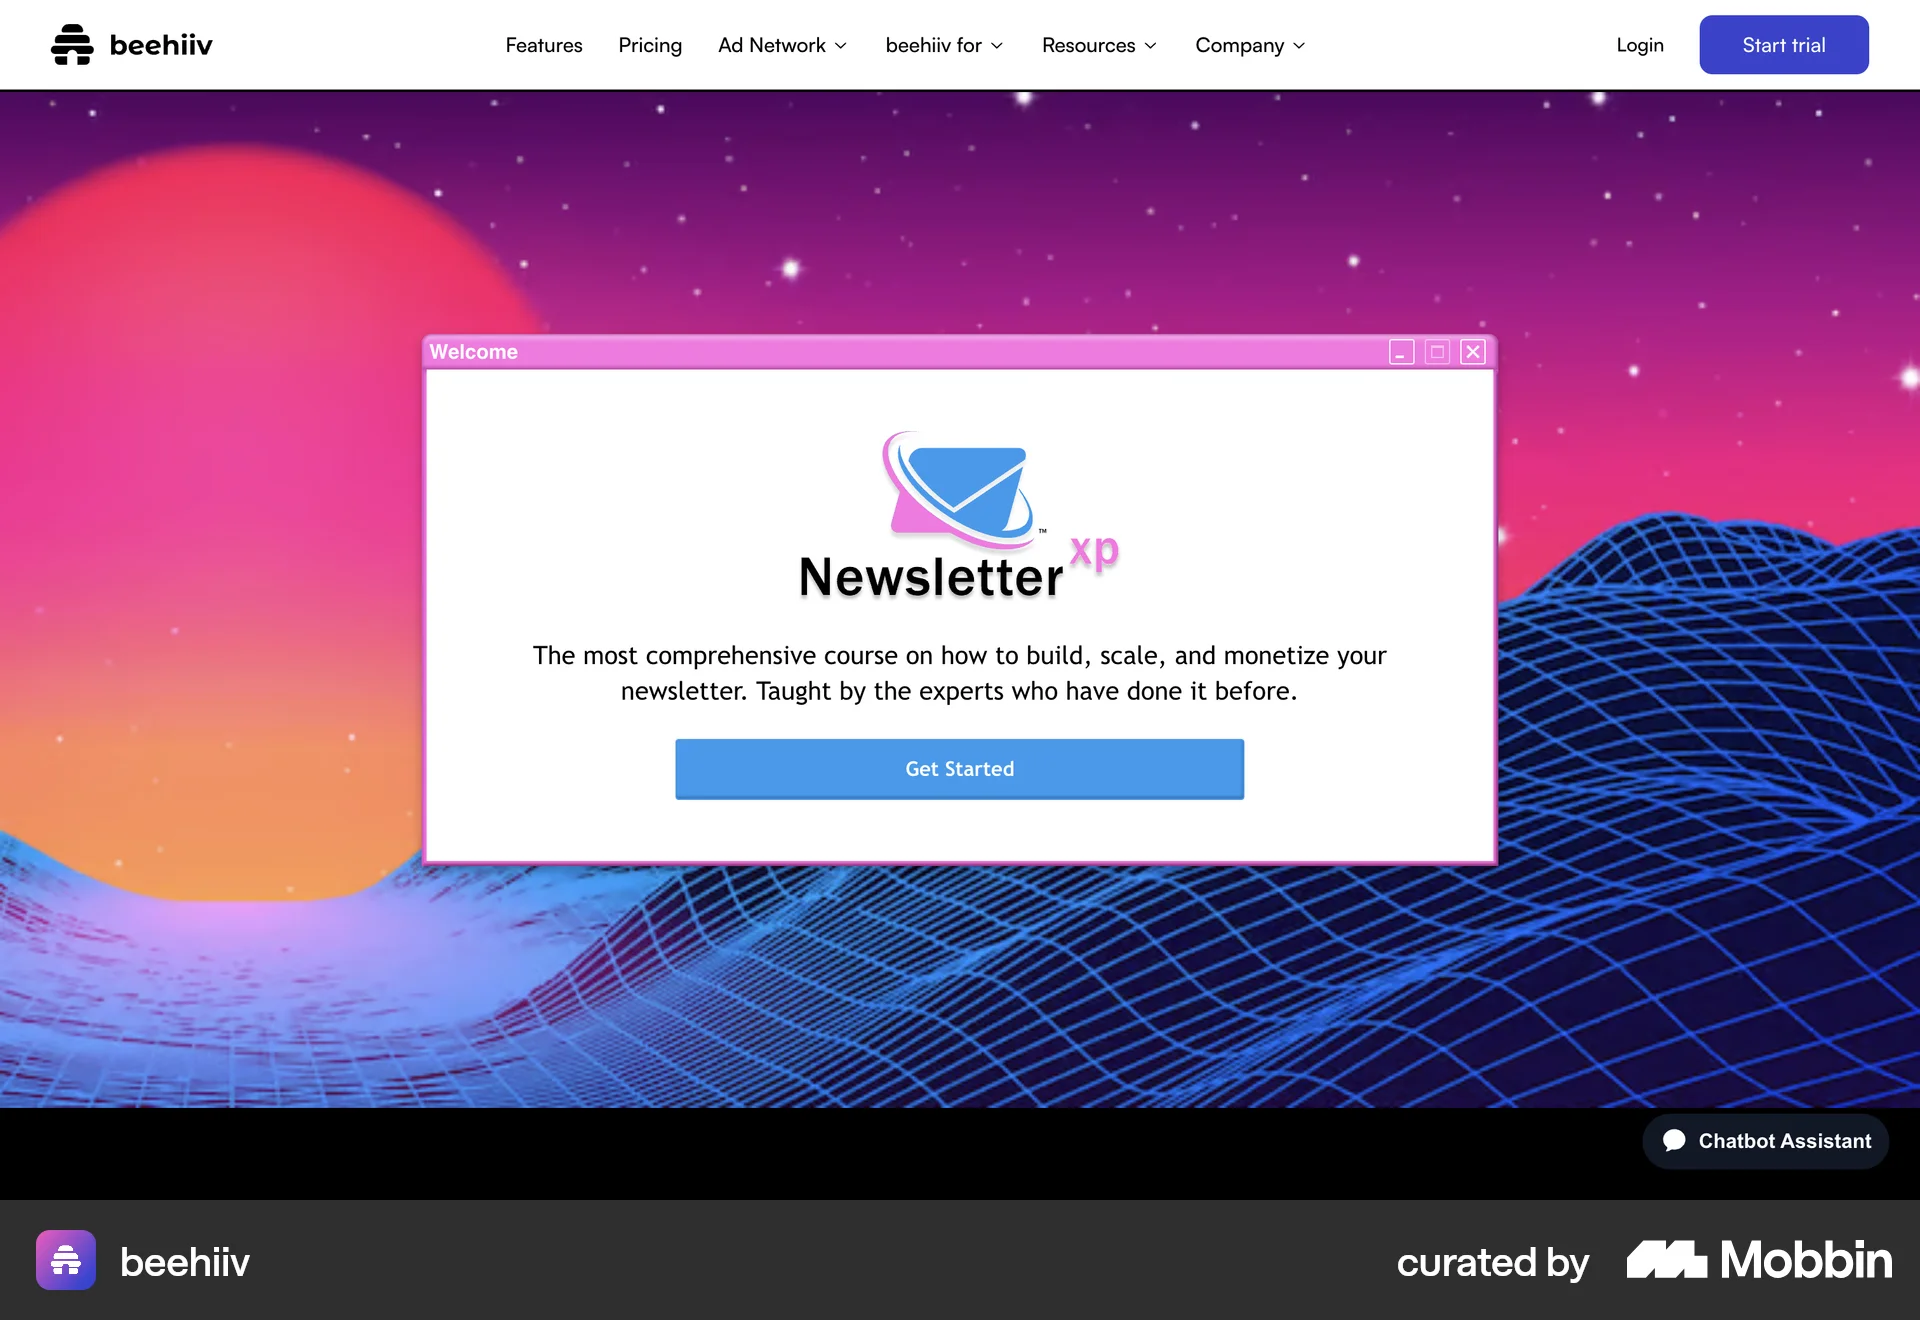 beehiiv
Features
Pricing
Ad Network
beehiiv for
Resources
Company
Login
Start trial
Welcome
Newsletter xp ™
The most comprehensive course on how to build, scale, and monetize your
newsletter. Taught by the experts who have done it before.
Get Started
Chatbot Assistant
beehiiv
curated by Mobbin